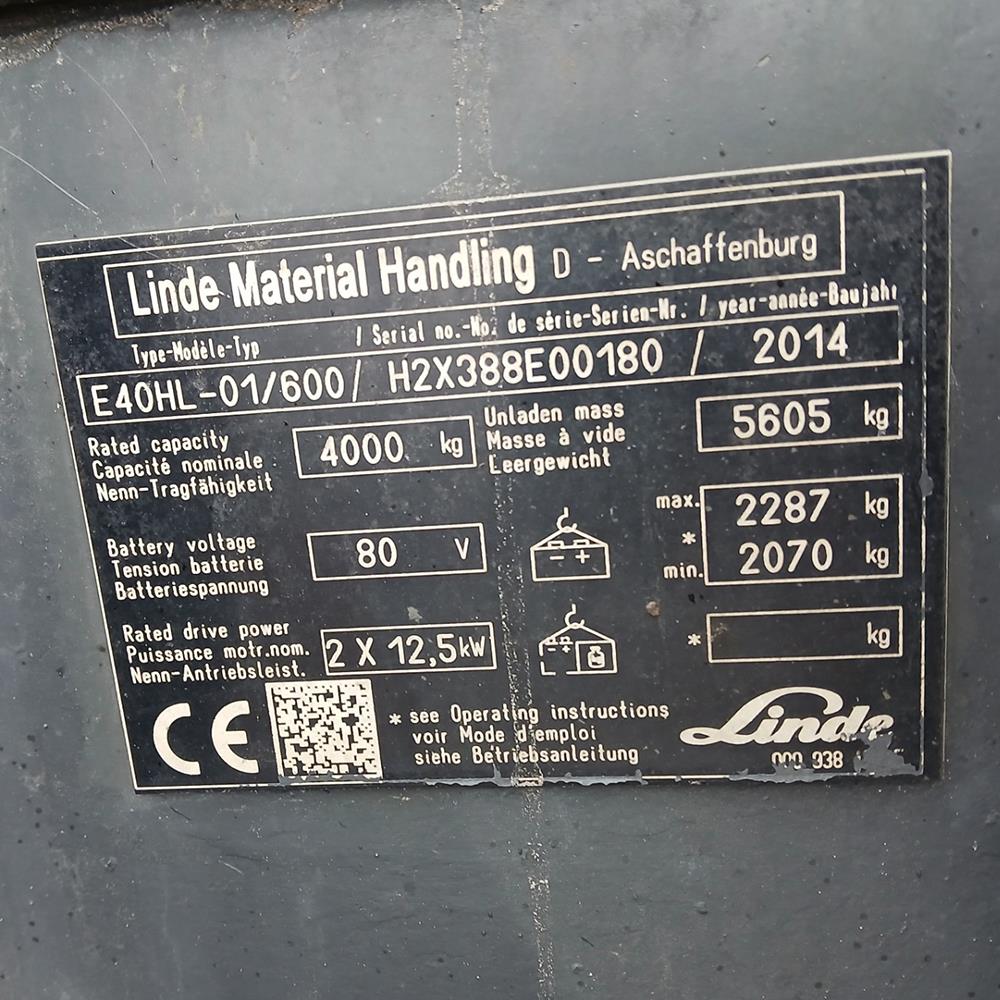 Linde Material Handling D - Aschaffenburg
Type-Modèle-Typ / Serial no.-No. de série-Serien-Nr. / year-année-Baujahr
E40HL-01/600 / H2X388E00180 / 2014
Rated capacity
Capacité nominale
Nenn-Tragfähigkeit
4000 kg
Unladen mass
Masse à vide
Leergewicht
5605 kg
Battery voltage
Tension batterie
Batteriespannung
80 V
- +
max. 2287 kg
*
min. 2070 kg
Rated drive power
Puissance motr.nom.
Nenn-Antriebsleist.
2 X 12,5kW
- +
* kg
CE
* see Operating instructions
voir Mode d'emploi
siehe Betriebsanleitung
Linde
938